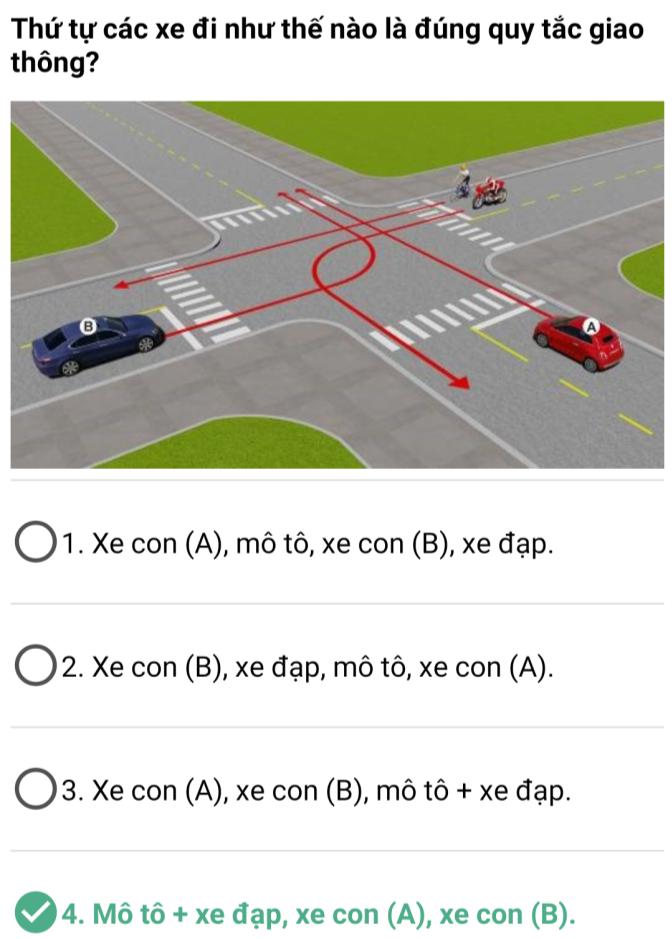 Thứ tự các xe đi như thế nào là đúng quy tắc giao
thông?
B
A
1. Xe con (A), mô tô, xe con (B), xe đạp.
2. Xe con (B), xe đạp, mô tô, xe con (A).
3. Xe con (A), xe con (B), mô tô + xe đạp.
4. Mô tô + xe đạp, xe con (A), xe con (B).